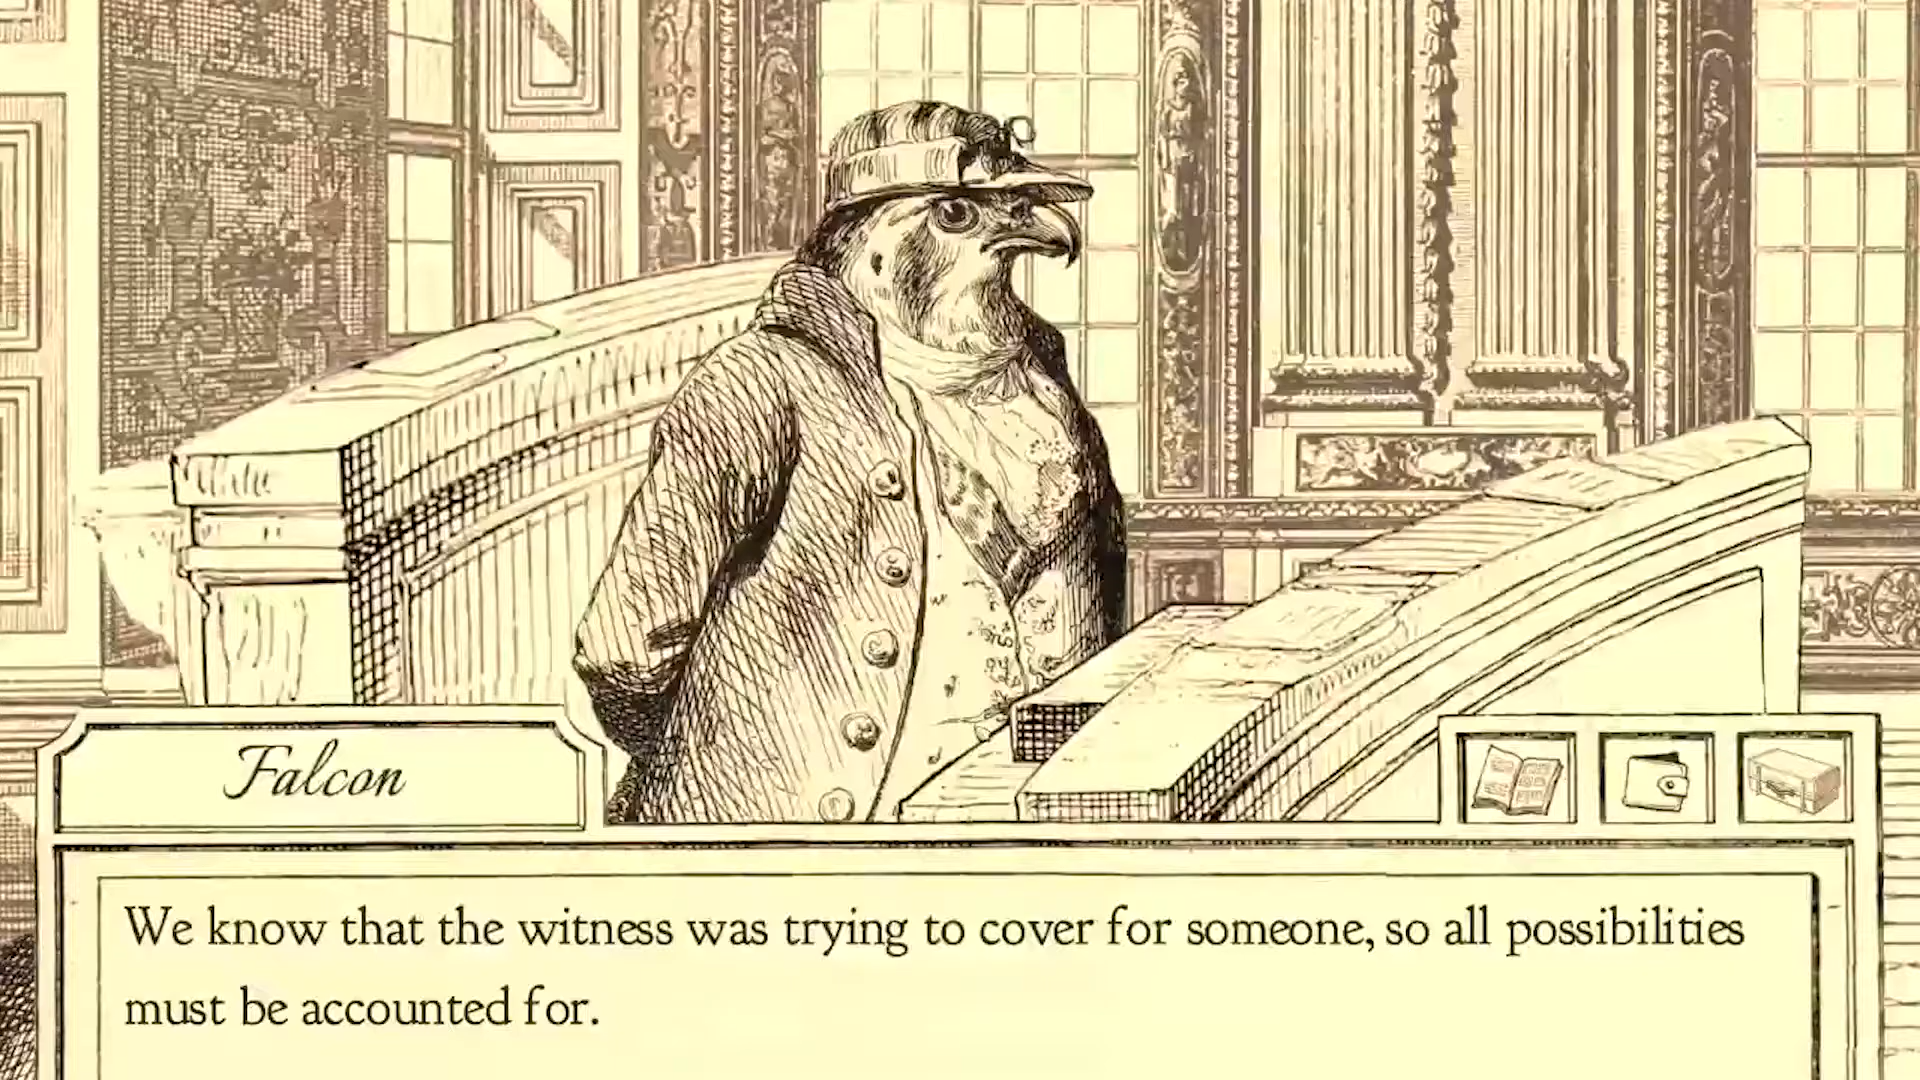 Falcon
We know that the witness was trying to cover for someone, so all possibilities
must be accounted for.